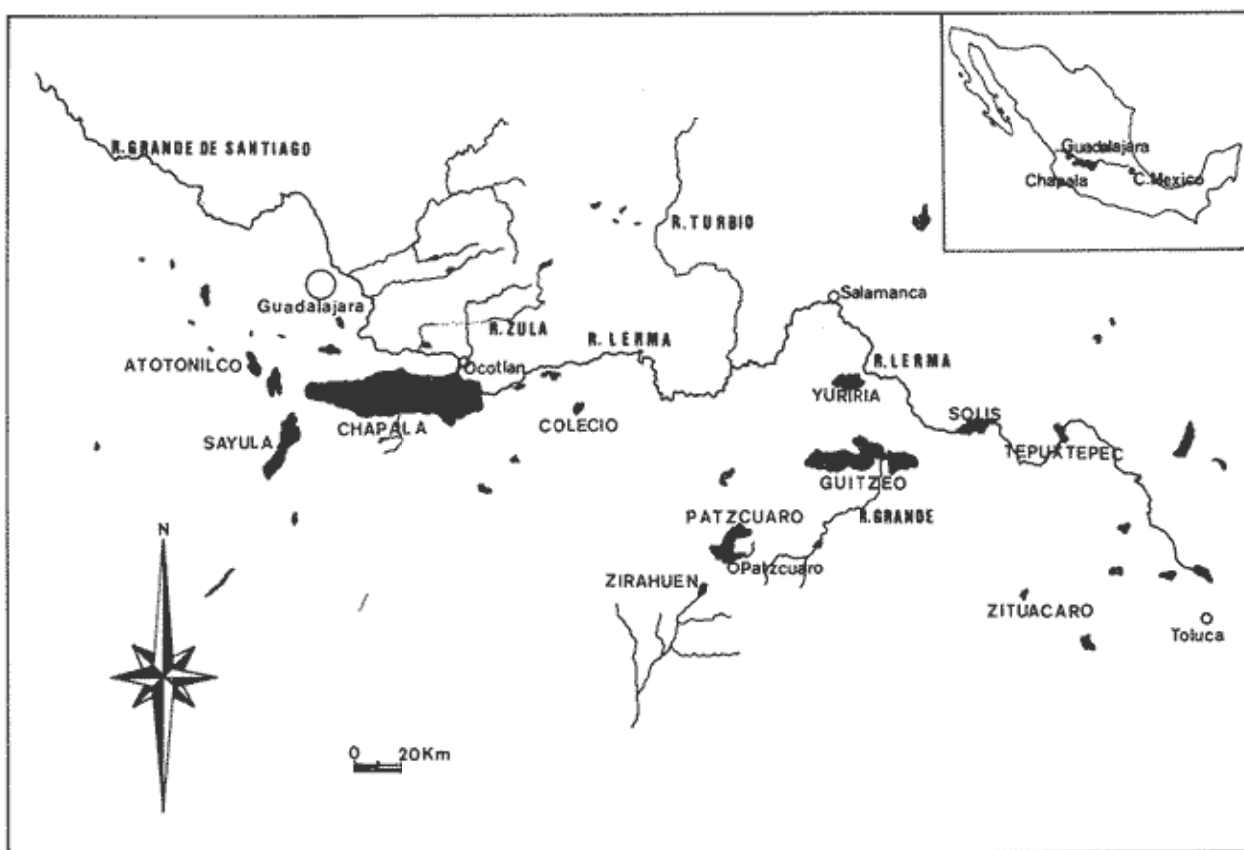 R. GRANDE DE SANTIAGO
Guadalajara
Chapala
C. Mexico
R. TURBIO
Guadalajara
Salamanca
R. ZULA
R. LERMA
ATOTONILCO
Ocotlan
R. LERMA
YURIRIA
CHAPALA
COLECIO
SOLIS
SAYULA
TEPUXTEPEC
GUITZEO
PATZCUARO
R. GRANDE
N
Patzcuaro
ZIRAHUEN
ZITUACARO
Toluca
0 20Km